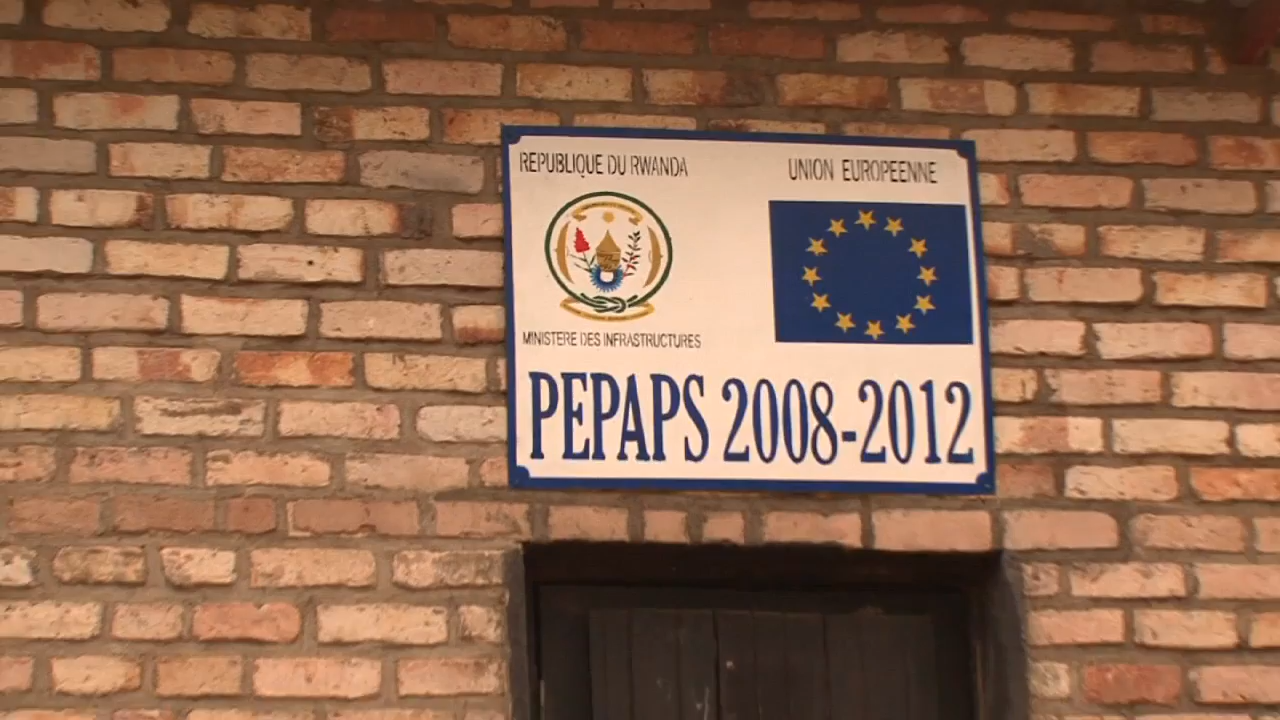 REPUBLIQUE DU RWANDA
UNION EUROPEENNE
MINISTERE DES INFRASTRUCTURES
PEPAPS 2008-2012